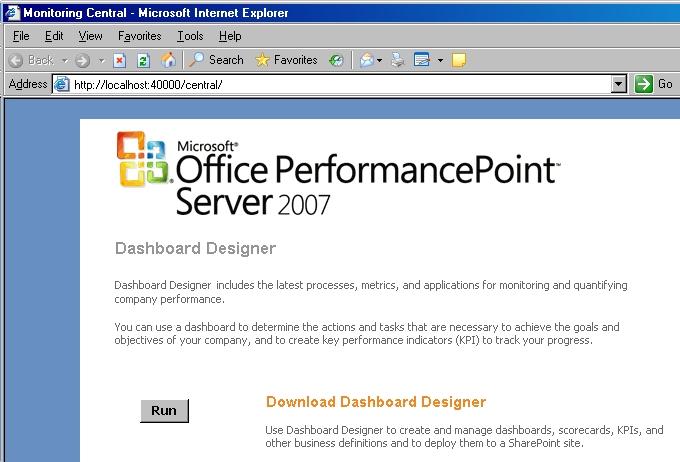 Monitoring Central - Microsoft Internet Explorer
File Edit View Favorites Tools Help
Back Search Favorites
Address http://localhost:40000/central/ Go
Microsoft®
Office PerformancePoint™
Server 2007
Dashboard Designer
Dashboard Designer includes the latest processes, metrics, and applications for monitoring and quantifying
company performance.
You can use a dashboard to determine the actions and tasks that are necessary to achieve the goals and
objectives of your company, and to create key performance indicators (KPI) to track your progress.
Run
Download Dashboard Designer
Use Dashboard Designer to create and manage dashboards, scorecards, KPIs, and
other business definitions and to deploy them to a SharePoint site.